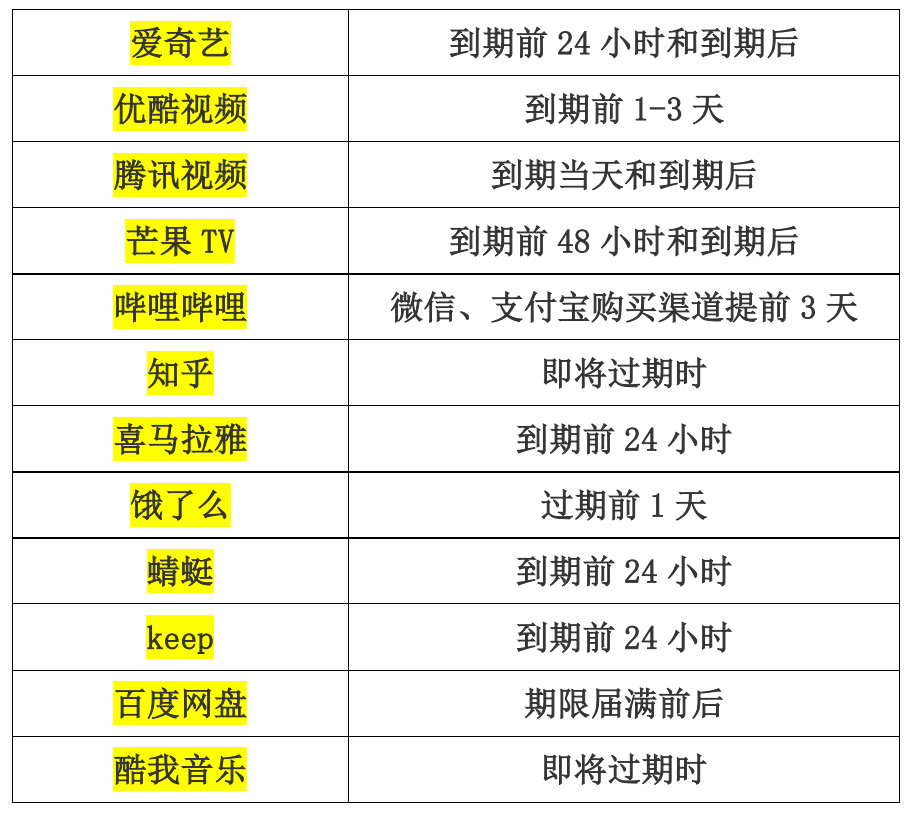 爱奇艺 到期前 24 小时和到期后
优酷视频 到期前 1-3 天
腾讯视频 到期当天和到期后
芒果 TV 到期前 48 小时和到期后
哔哩哔哩 微信、支付宝购买渠道提前 3 天
知乎 即将过期时
喜马拉雅 到期前 24 小时
饿了么 过期前 1 天
蜻蜓 到期前 24 小时
keep 到期前 24 小时
百度网盘 期限届满前后
酷我音乐 即将过期时